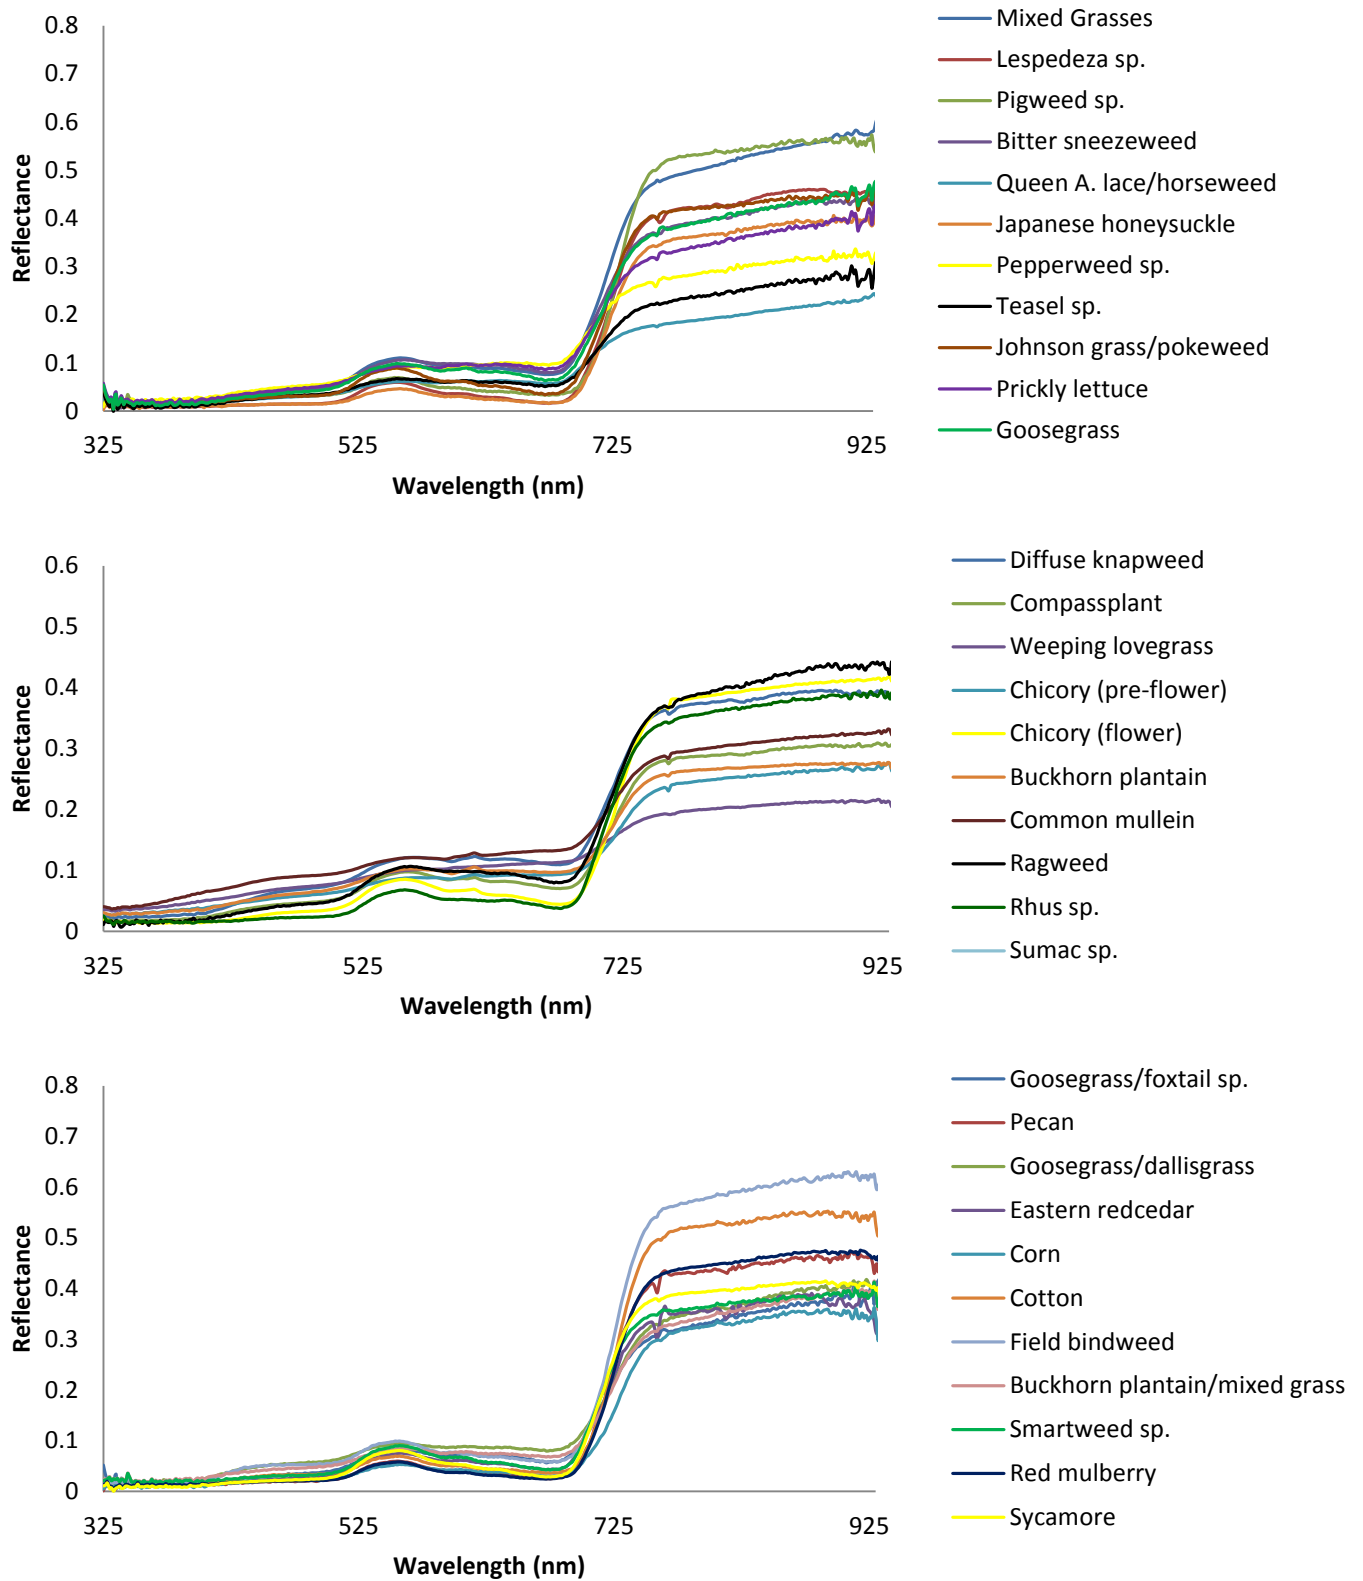 0.8
0.7
0.6
0.5
0.4
0.3
0.2
0.1
0
Reflectance
325
525
725
925
Wavelength (nm)
Mixed Grasses
Lespedeza sp.
Pigweed sp.
Bitter sneezeweed
Queen A. lace/horseweed
Japanese honeysuckle
Pepperweed sp.
Teasel sp.
Johnson grass/pokeweed
Prickly lettuce
Goosegrass
0.6
0.5
0.4
0.3
0.2
0.1
0
Reflectance
325
525
725
925
Wavelength (nm)
Diffuse knapweed
Compassplant
Weeping lovegrass
Chicory (pre-flower)
Chicory (flower)
Buckhorn plantain
Common mullein
Ragweed
Rhus sp.
Sumac sp.
0.8
0.7
0.6
0.5
0.4
0.3
0.2
0.1
0
Reflectance
325
525
725
925
Wavelength (nm)
Goosegrass/foxtail sp.
Pecan
Goosegrass/dallisgrass
Eastern redcedar
Corn
Cotton
Field bindweed
Buckhorn plantain/mixed grass
Smartweed sp.
Red mulberry
Sycamore